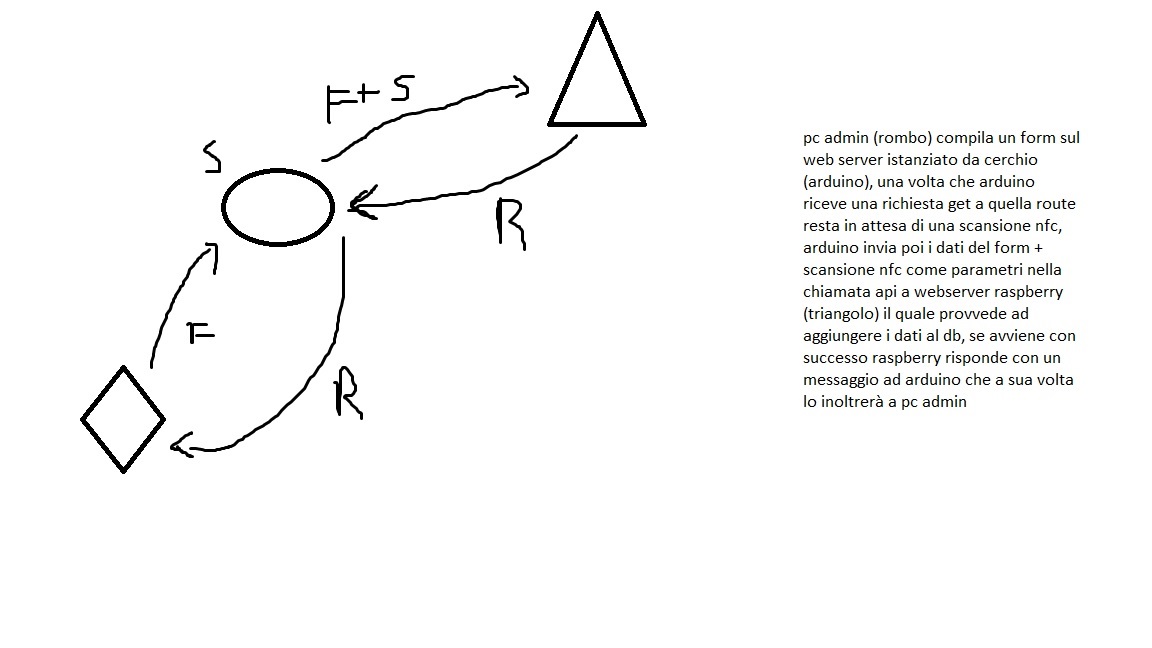 F+S
S
R
F
R
pc admin (rombo) compila un form sul
web server istanziato da cerchio
(arduino), una volta che arduino
riceve una richiesta get a quella route
resta in attesa di una scansione nfc,
arduino invia poi i dati del form +
scansione nfc come parametri nella
chiamata api a webserver raspberry
(triangolo) il quale provvede ad
aggiungere i dati al db, se avviene con
successo raspberry risponde con un
messaggio ad arduino che a sua volta
lo inoltrerà a pc admin